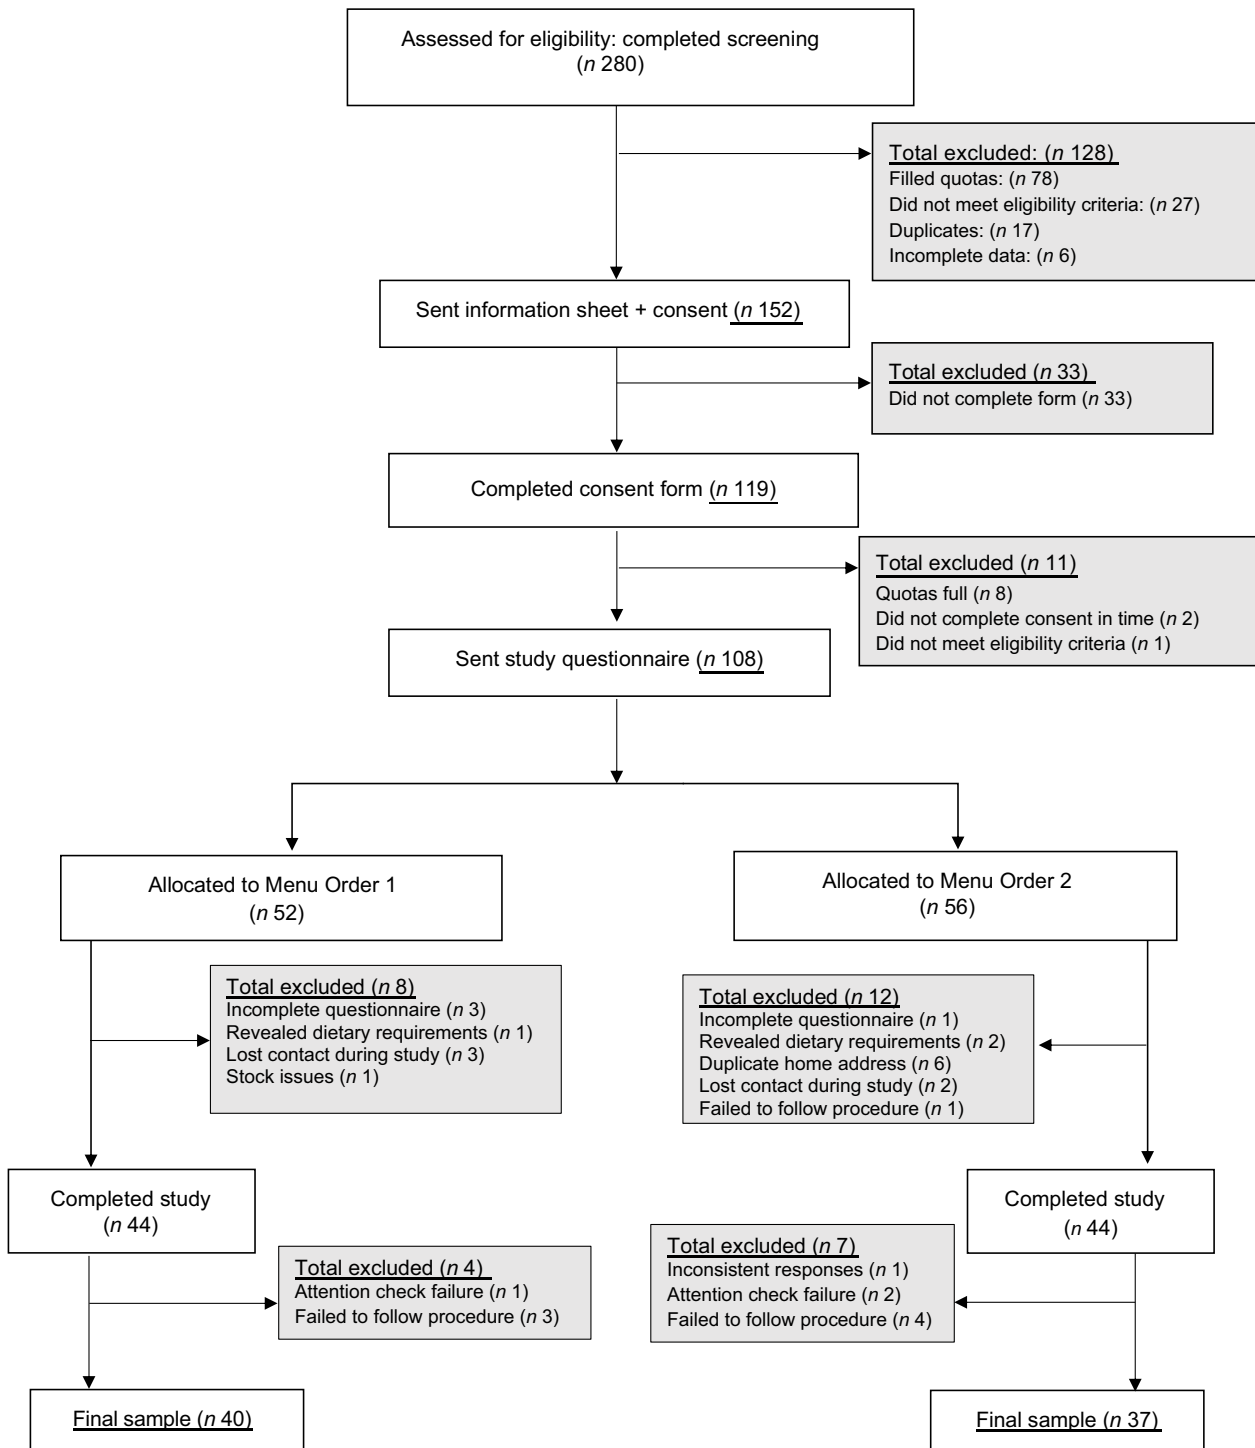 Assessed for eligibility: completed screening
(n 280)
Total excluded: (n 128)
Filled quotas: (n 78)
Did not meet eligibility criteria: (n 27)
Duplicates: (n 17)
Incomplete data: (n 6)
Sent information sheet + consent (n 152)
Total excluded (n 33)
Did not complete form (n 33)
Completed consent form (n 119)
Total excluded (n 11)
Quotas full (n 8)
Did not complete consent in time (n 2)
Did not meet eligibility criteria (n 1)
Sent study questionnaire (n 108)
Allocated to Menu Order 1
(n 52)
Allocated to Menu Order 2
(n 56)
Total excluded (n 8)
Incomplete questionnaire (n 3)
Revealed dietary requirements (n 1)
Lost contact during study (n 3)
Stock issues (n 1)
Total excluded (n 12)
Incomplete questionnaire (n 1)
Revealed dietary requirements (n 2)
Duplicate home address (n 6)
Lost contact during study (n 2)
Failed to follow procedure (n 1)
Completed study
(n 44)
Completed study
(n 44)
Total excluded (n 4)
Attention check failure (n 1)
Failed to follow procedure (n 3)
Total excluded (n 7)
Inconsistent responses (n 1)
Attention check failure (n 2)
Failed to follow procedure (n 4)
Final sample (n 40)
Final sample (n 37)